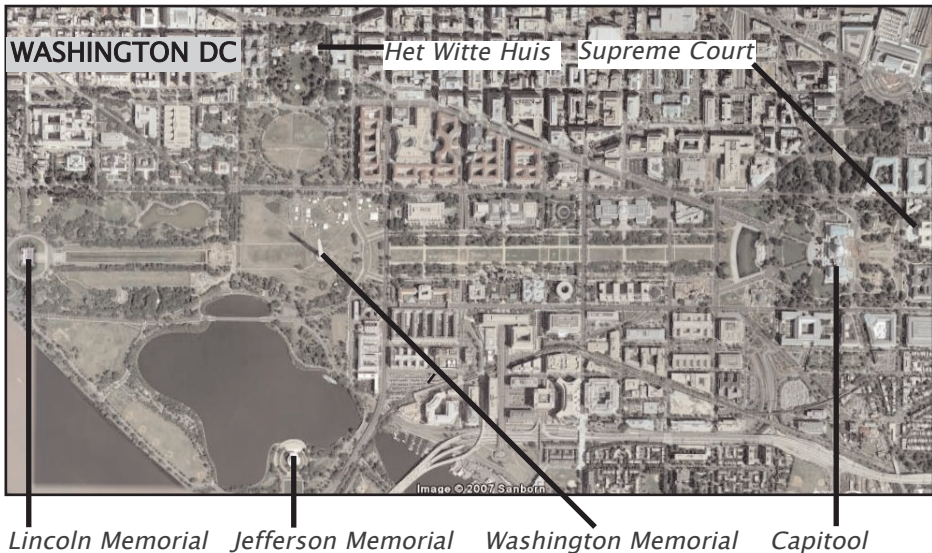 WASHINGTON DC
Het Witte Huis
Supreme Court
Image © 2007 Sanborn
Lincoln Memorial
Jefferson Memorial
Washington Memorial
Capitool